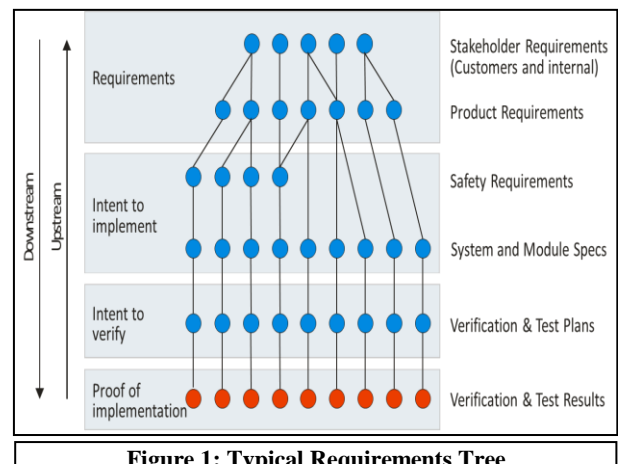 Downstream
Upstream
Requirements
Stakeholder Requirements
(Customers and internal)
Product Requirements
Intent to
implement
Safety Requirements
System and Module Specs
Intent to
verify
Verification & Test Plans
Proof of
implementation
Verification & Test Results
Figure 1: Typical Requirements Tree